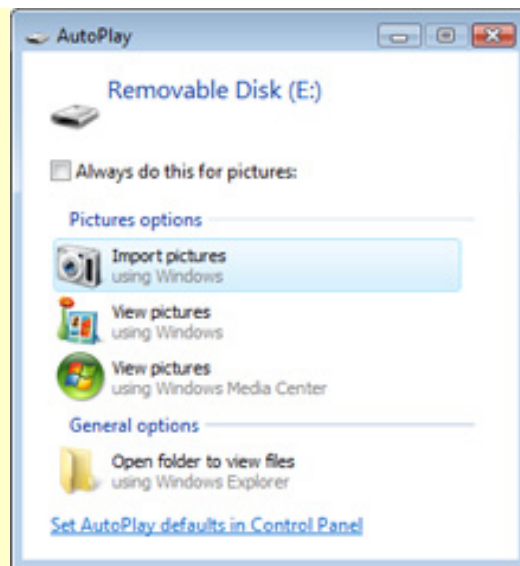 AutoPlay
Removable Disk (E:)
Always do this for pictures:
Pictures options
Import pictures
using Windows
View pictures
using Windows
View pictures
using Windows Media Center
General options
Open folder to view files
using Windows Explorer
Set AutoPlay defaults in Control Panel